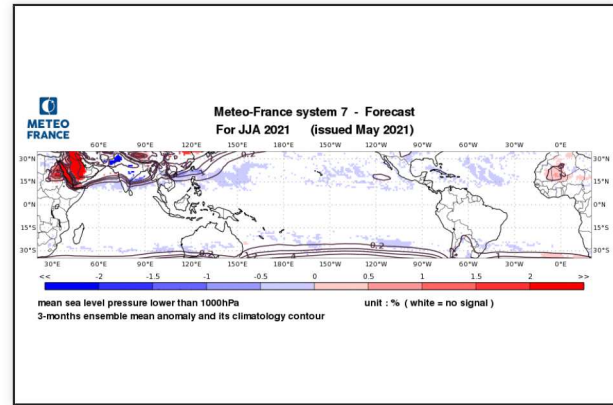 METEO
FRANCE
Meteo-France system 7 - Forecast
For JJA 2021 (issued May 2021)
60°E 90°E 120°E 150°E 180°E 150°W 120°W 90°W 60°W 30°W 0°E
30°N 30°N
15°N 15°N
0°N 0°N
15°S 15°S
30°S 30°S
30°E 60°E 90°E 120°E 150°E 180°E 150°W 120°W 90°W 60°W 30°W 0°E
0.2
0.2
<< -2 -1.5 -1 -0.5 0 0.5 1 1.5 2 >>
mean sea level pressure lower than 1000hPa unit : % ( white = no signal )
3-months ensemble mean anomaly and its climatology contour